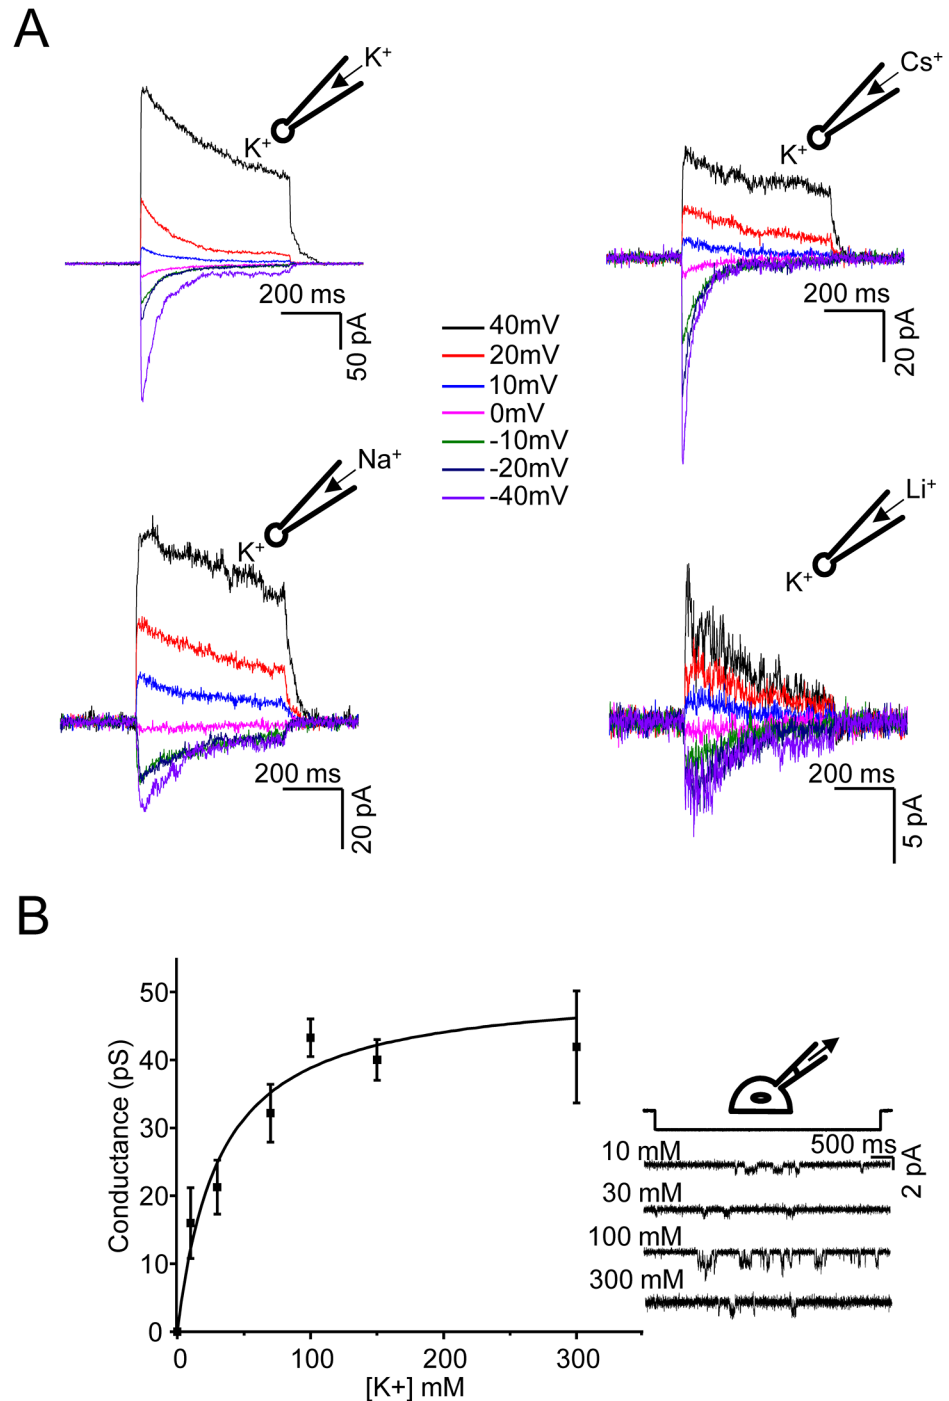 A
K⁺
K⁺
200 ms
50 pA
Cs⁺
K⁺
200 ms
20 pA
40mV
20mV
10mV
0mV
-10mV
-20mV
-40mV
Na⁺
K⁺
200 ms
20 pA
Li⁺
K⁺
200 ms
5 pA
B
Conductance (pS)
50
40
30
20
10
0
0 100 200 300
[K+] mM
500 ms
2 pA
10 mM
30 mM
100 mM
300 mM